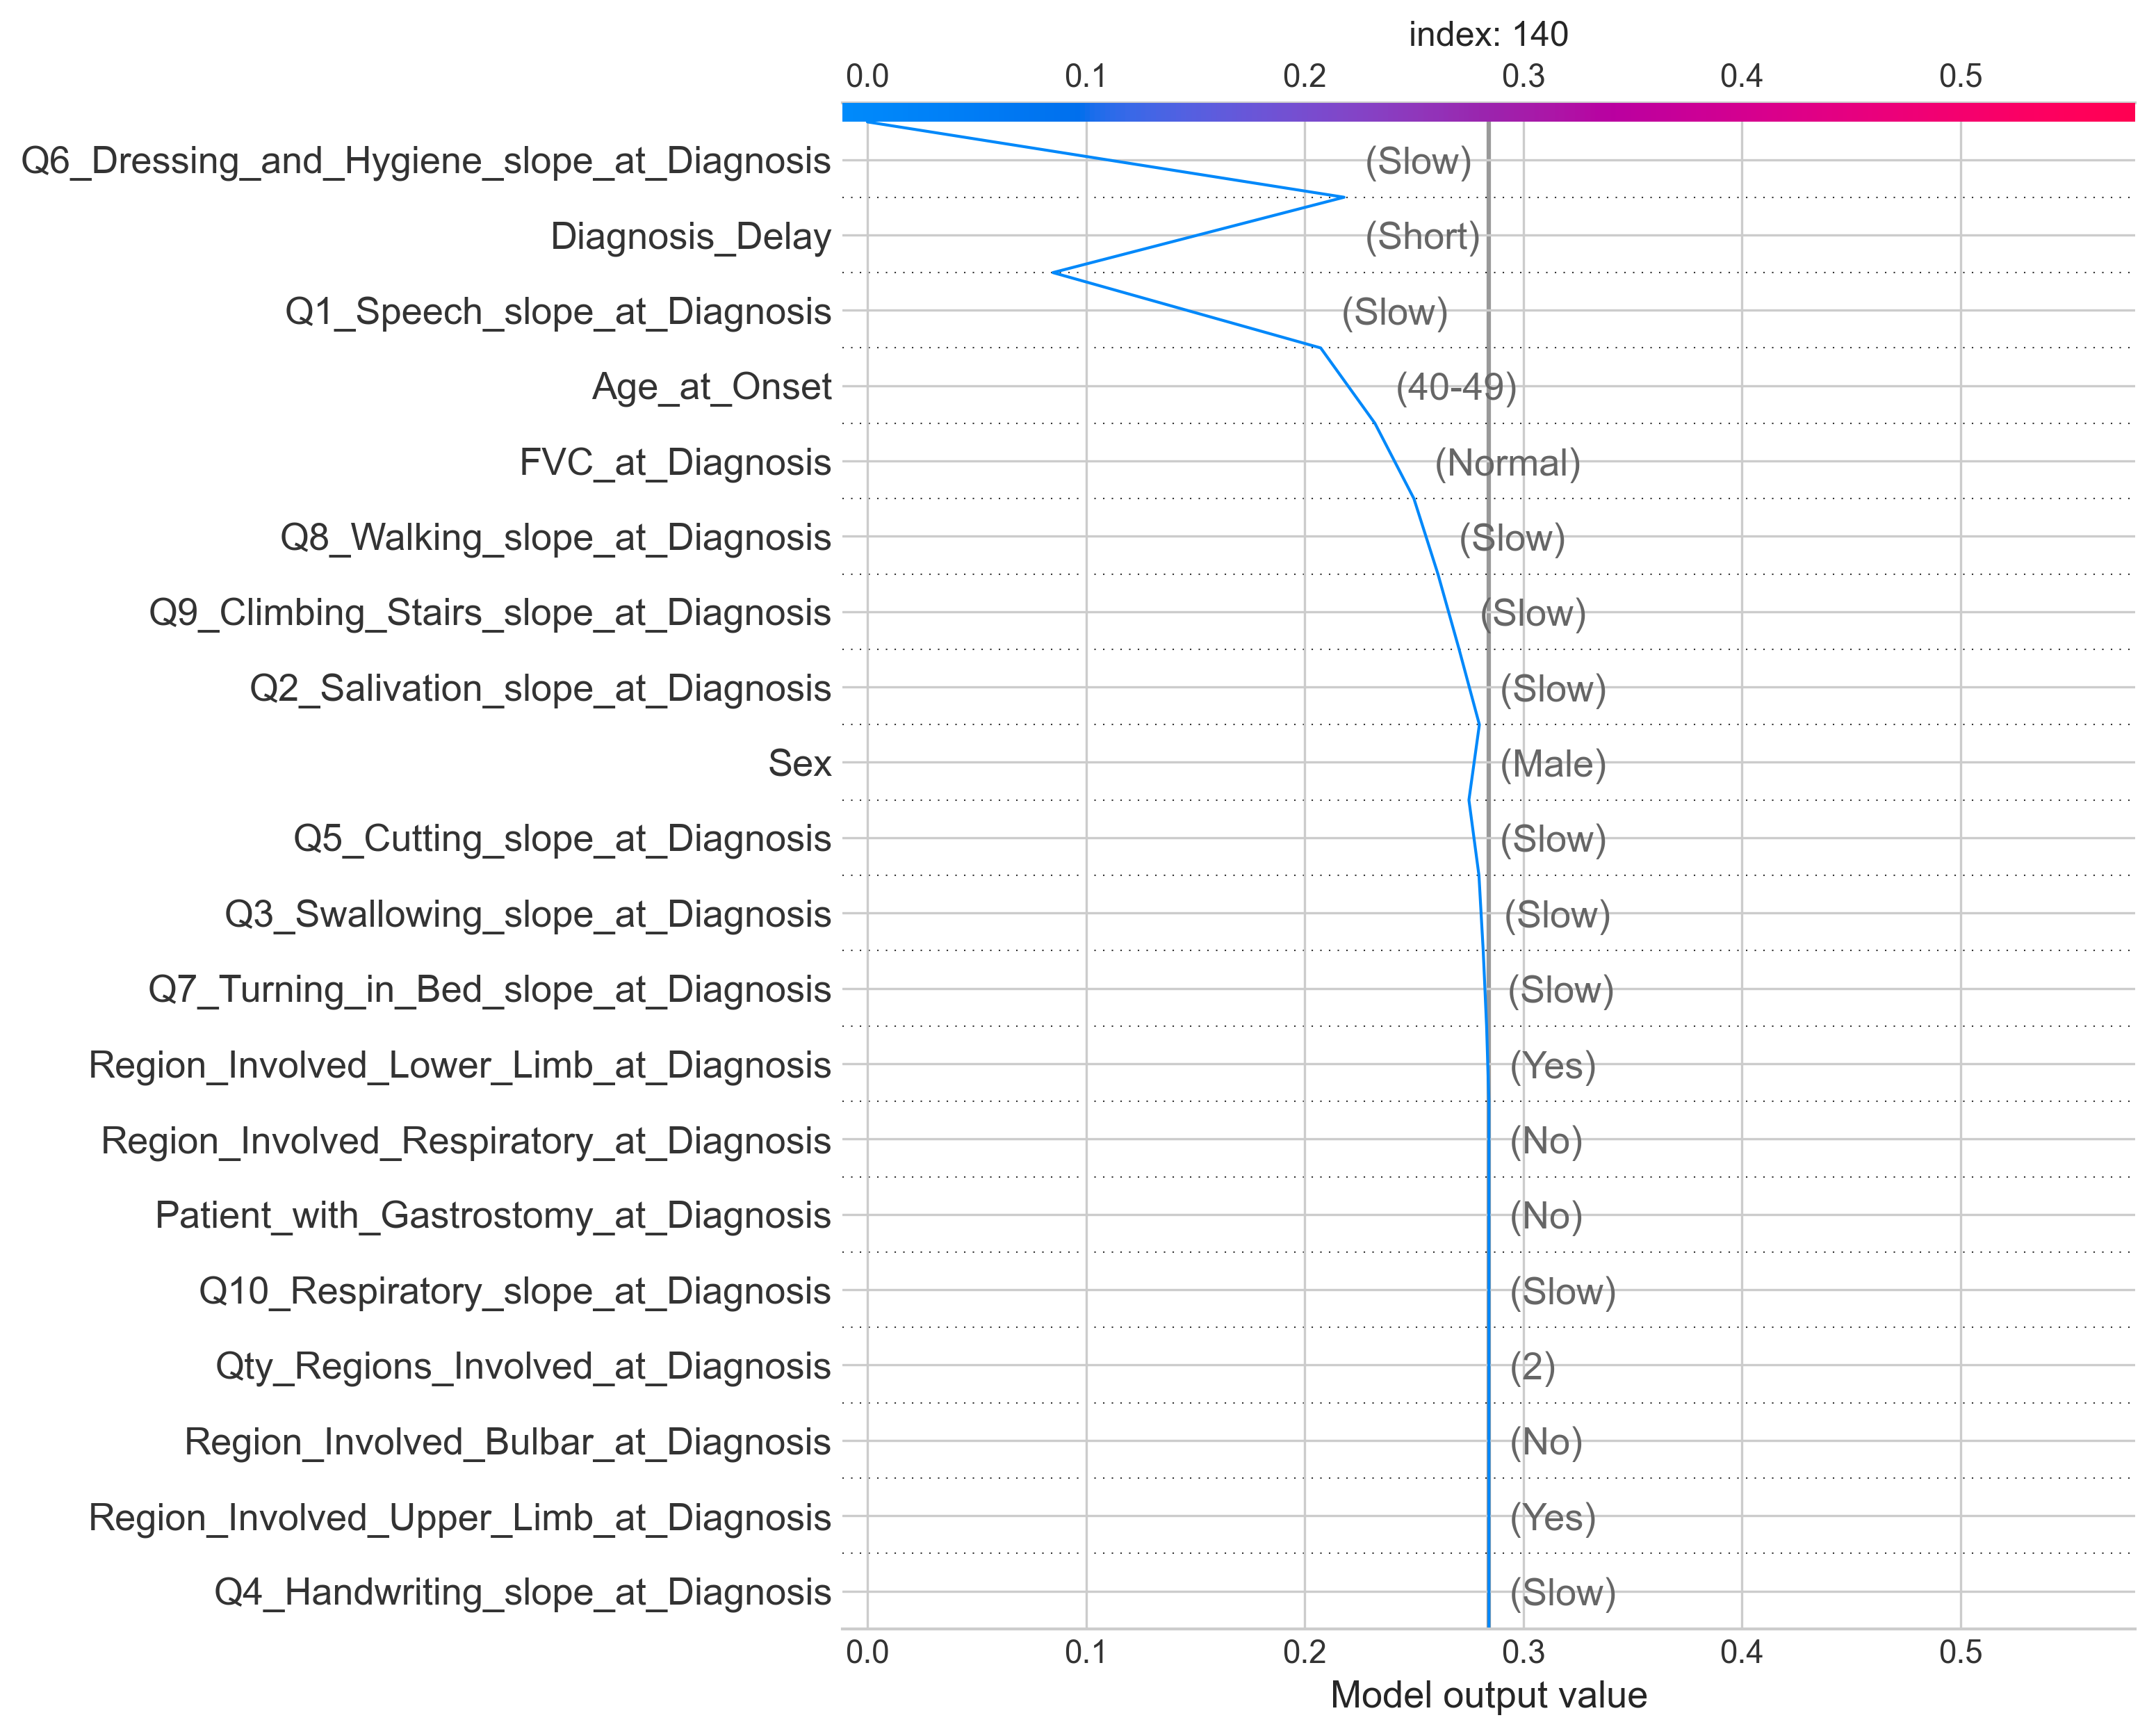 index: 140
0.0 0.1 0.2 0.3 0.4 0.5
Q6_Dressing_and_Hygiene_slope_at_Diagnosis (Slow)
Diagnosis_Delay (Short)
Q1_Speech_slope_at_Diagnosis (Slow)
Age_at_Onset (40-49)
FVC_at_Diagnosis (Normal)
Q8_Walking_slope_at_Diagnosis (Slow)
Q9_Climbing_Stairs_slope_at_Diagnosis (Slow)
Q2_Salivation_slope_at_Diagnosis (Slow)
Sex (Male)
Q5_Cutting_slope_at_Diagnosis (Slow)
Q3_Swallowing_slope_at_Diagnosis (Slow)
Q7_Turning_in_Bed_slope_at_Diagnosis (Slow)
Region_Involved_Lower_Limb_at_Diagnosis (Yes)
Region_Involved_Respiratory_at_Diagnosis (No)
Patient_with_Gastrostomy_at_Diagnosis (No)
Q10_Respiratory_slope_at_Diagnosis (Slow)
Qty_Regions_Involved_at_Diagnosis (2)
Region_Involved_Bulbar_at_Diagnosis (No)
Region_Involved_Upper_Limb_at_Diagnosis (Yes)
Q4_Handwriting_slope_at_Diagnosis (Slow)
0.0 0.1 0.2 0.3 0.4 0.5
Model output value